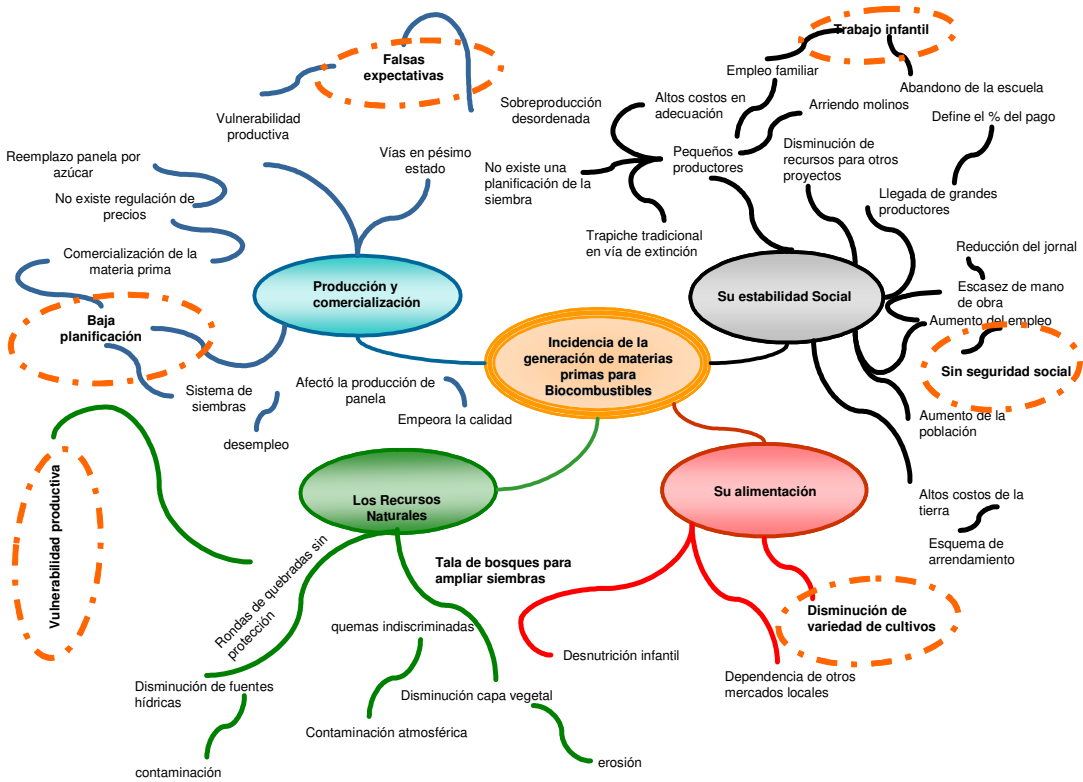 Trabajo infantil
Falsas
expectativas
Empleo familiar
Abandono de la escuela
Sobreproducción
desordenada
Altos costos en
adecuación
Arriendo molinos
Define el % del pago
Vulnerabilidad
productiva
Reemplazo panela por
azúcar
Vías en pésimo
estado
No existe una
planificación de la
siembra
Pequeños
productores
Disminución de
recursos para otros
proyectos
Llegada de grandes
productores
No existe regulación de
precios
Trapiche tradicional
en vía de extinción
Comercialización de la
materia prima
Reducción del jornal
Producción y
comercialización
Su estabilidad Social
Escasez de mano
de obra
Baja
planificación
Aumento del empleo
Incidencia de la
generación de materias
primas para
Biocombustibles
Sin seguridad social
Sistema de
siembras
Afectó la producción de
panela
Empeora la calidad
Aumento de la
población
desempleo
Los Recursos
Naturales
Su alimentación
Altos costos de la
tierra
Esquema de
arrendamiento
Vulnerabilidad productiva
Tala de bosques para
ampliar siembras
Rondas de quebradas sin
protección
Disminución de
variedad de cultivos
quemas indiscriminadas
Desnutrición infantil
Dependencia de otros
mercados locales
Disminución de fuentes
hídricas
Disminución capa vegetal
Contaminación atmosférica
erosión
contaminación